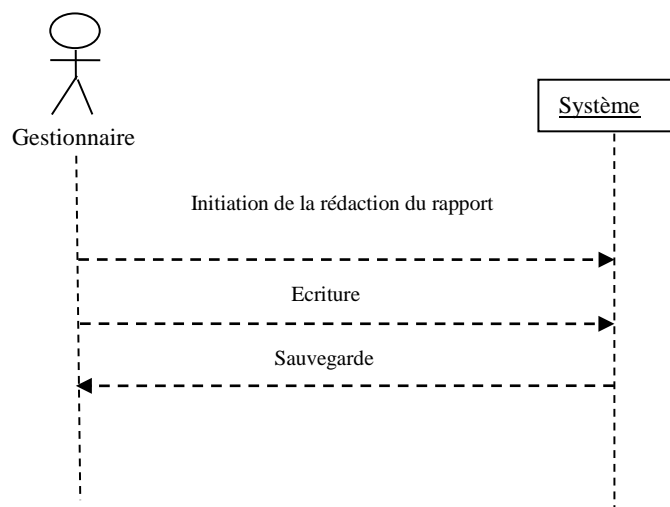 Système
Gestionnaire
Initiation de la rédaction du rapport
Ecriture
Sauvegarde